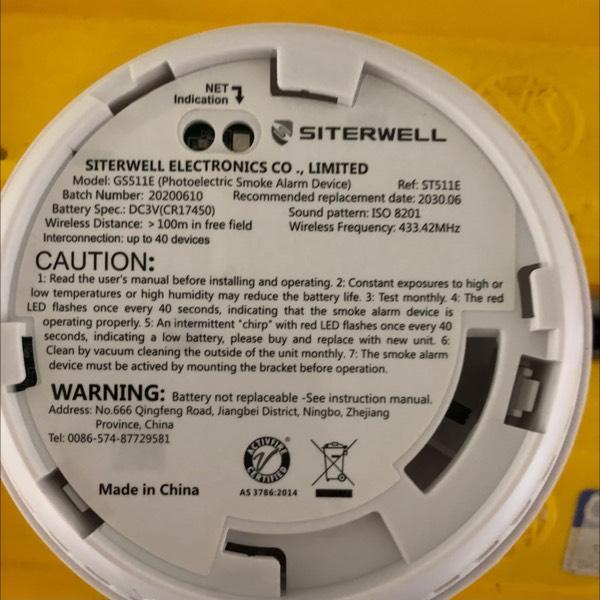 NET
Indication
SITERWELL
SITERWELL ELECTRONICS CO ., LIMITED
Model: GS511E (Photoelectric Smoke Alarm Device) Ref: ST511E
Batch Number: 20200610 Recommended replacement date: 2030.06
Battery Spec.: DC3V(CR17450) Sound pattern: ISO 8201
Wireless Distance: >100m in free field Wireless Frequency: 433.42MHz
Interconnection: up to 40 devices
CAUTION:
1: Read the user's manual before installing and operating. 2: Constant exposures to high or
low temperatures or high humidity may reduce the battery life. 3: Test monthly. 4: The red
LED flashes once every 40 seconds, indicating that the smoke alarm device is
operating properly. 5: An intermittent "chirp" with red LED flashes once every 40
seconds, indicating a low battery, please buy and replace with new unit. 6:
Clean by vacuum cleaning the outside of the unit monthly. 7: The smoke alarm
device must be actived by mounting the bracket before operation.
WARNING: Battery not replaceable -See instruction manual.
Address: No.666 Qingfeng Road, Jiangbei District, Ningbo, Zhejiang
Province, China
Tel: 0086-574-87729581
ACTIVFIRE
CERTIFIED
Made in China
AS 3786:2014